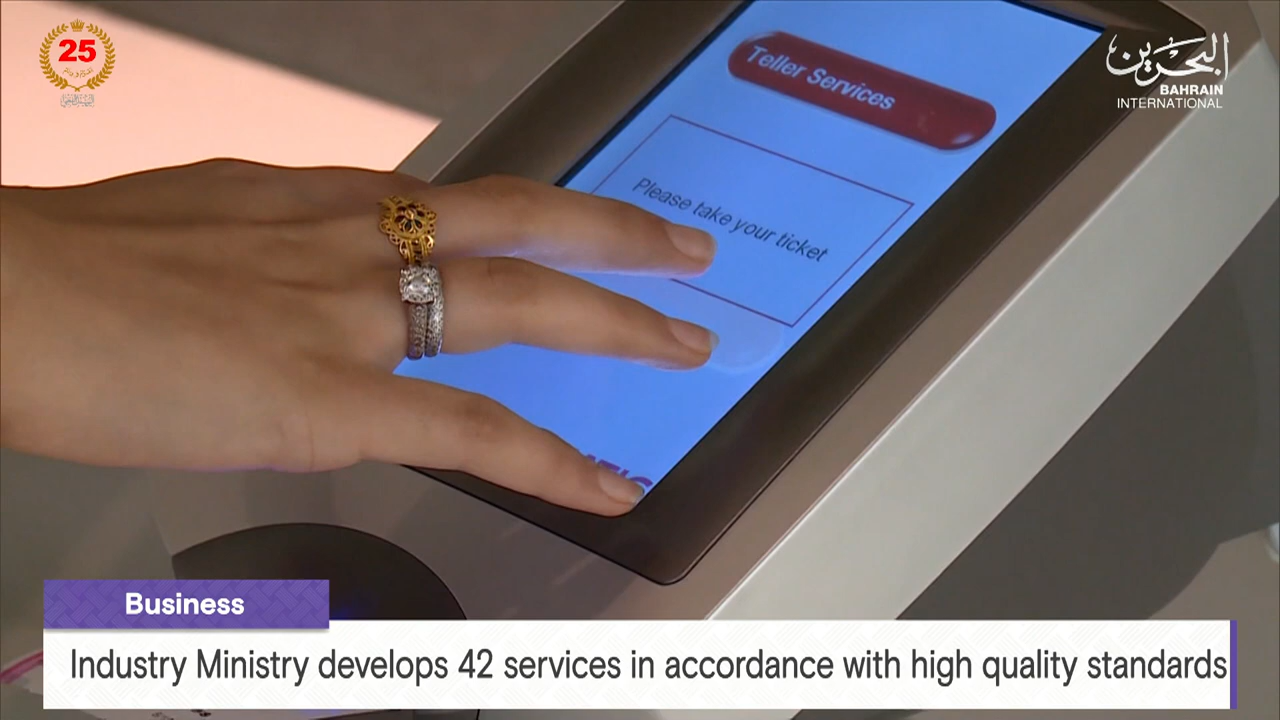 25
البحرين
BAHRAIN
INTERNATIONAL
Teller Services
Please take your ticket
Business
Industry Ministry develops 42 services in accordance with high quality standards